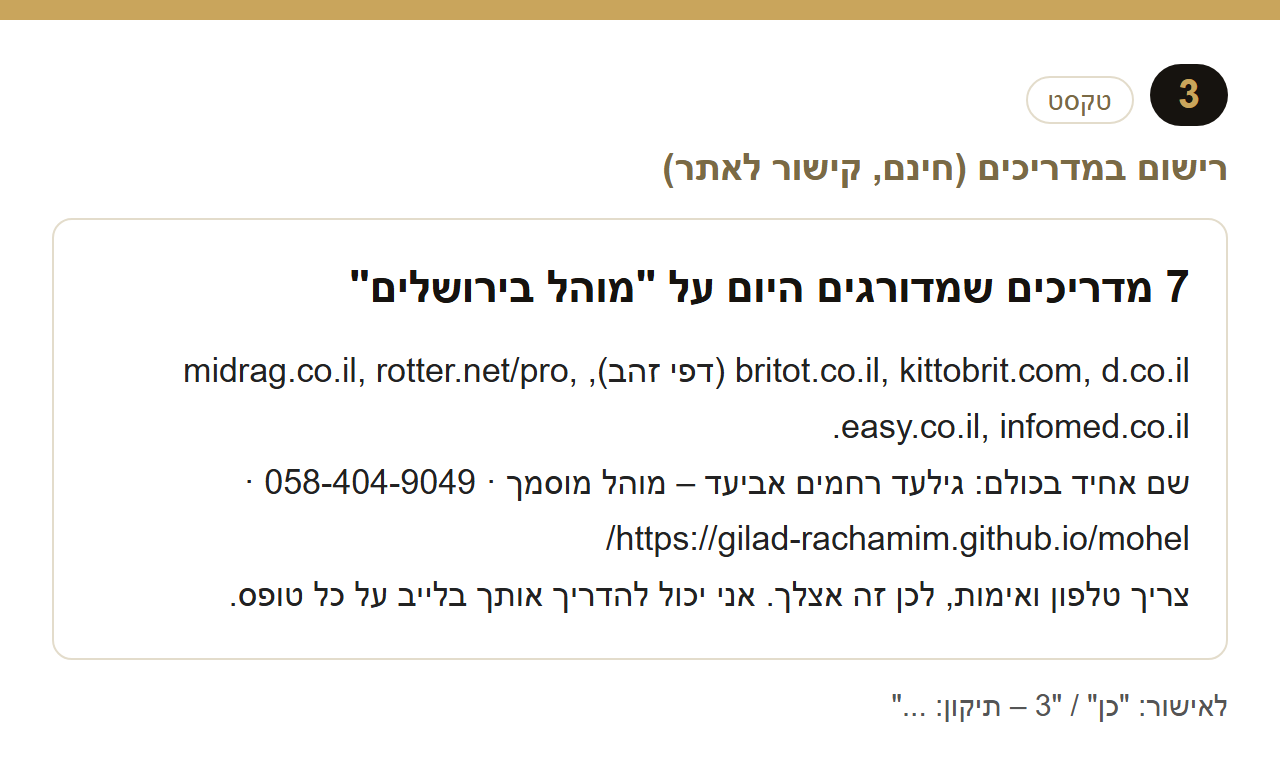 3
טקסט
רישום במדריכים (חינם, קישור לאתר)
7 מדריכים שמדורגים היום על "מוהל בירושלים"
britot.co.il, kittobrit.com, d.co.il (דפי זהב), midrag.co.il, rotter.net/pro,
easy.co.il, infomed.co.il.
שם אחיד בכולם: גילעד רחמים אביעד – מוהל מוסמך · 058-404-9049 ·
https://gilad-rachamim.github.io/mohel/
צריך טלפון ואימות, לכן זה אצלך. אני יכול להדריך אותך בלייב על כל טופס.
לאישור: "כן" / "3 – תיקון: ..."